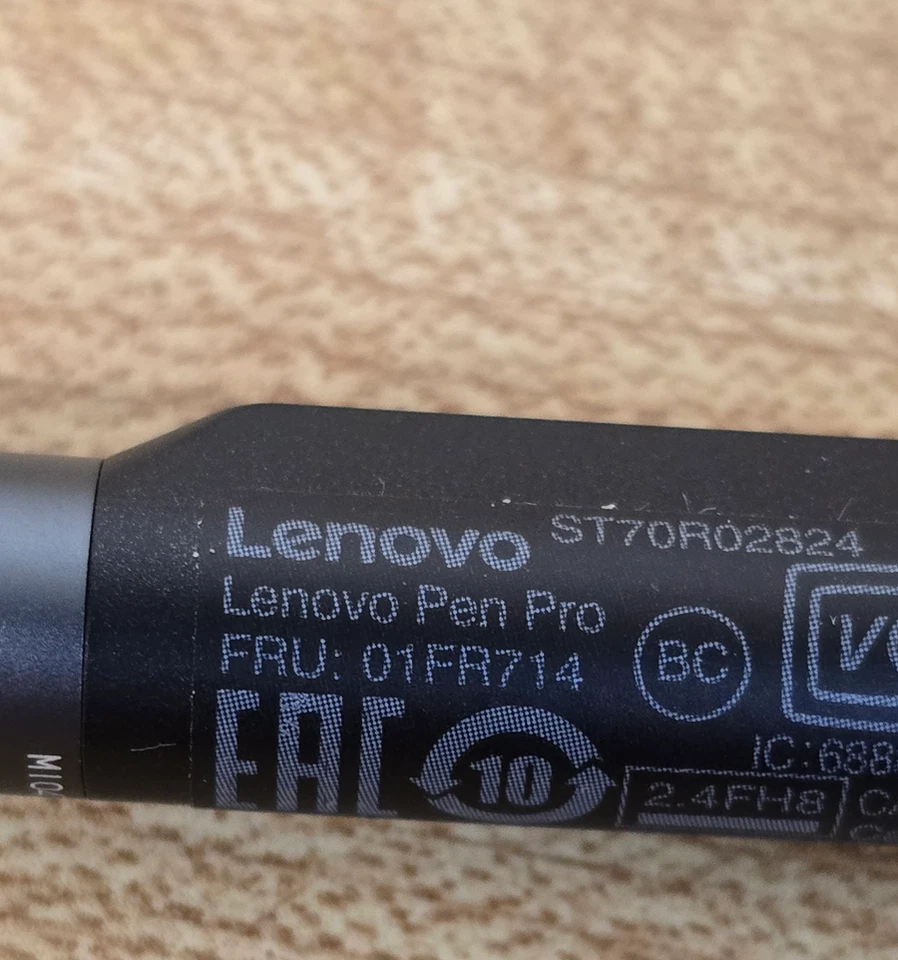 Lenovo ST70R02824
Lenovo Pen Pro
FRU: 01FR714
BC
EAC
10
2.4FH8